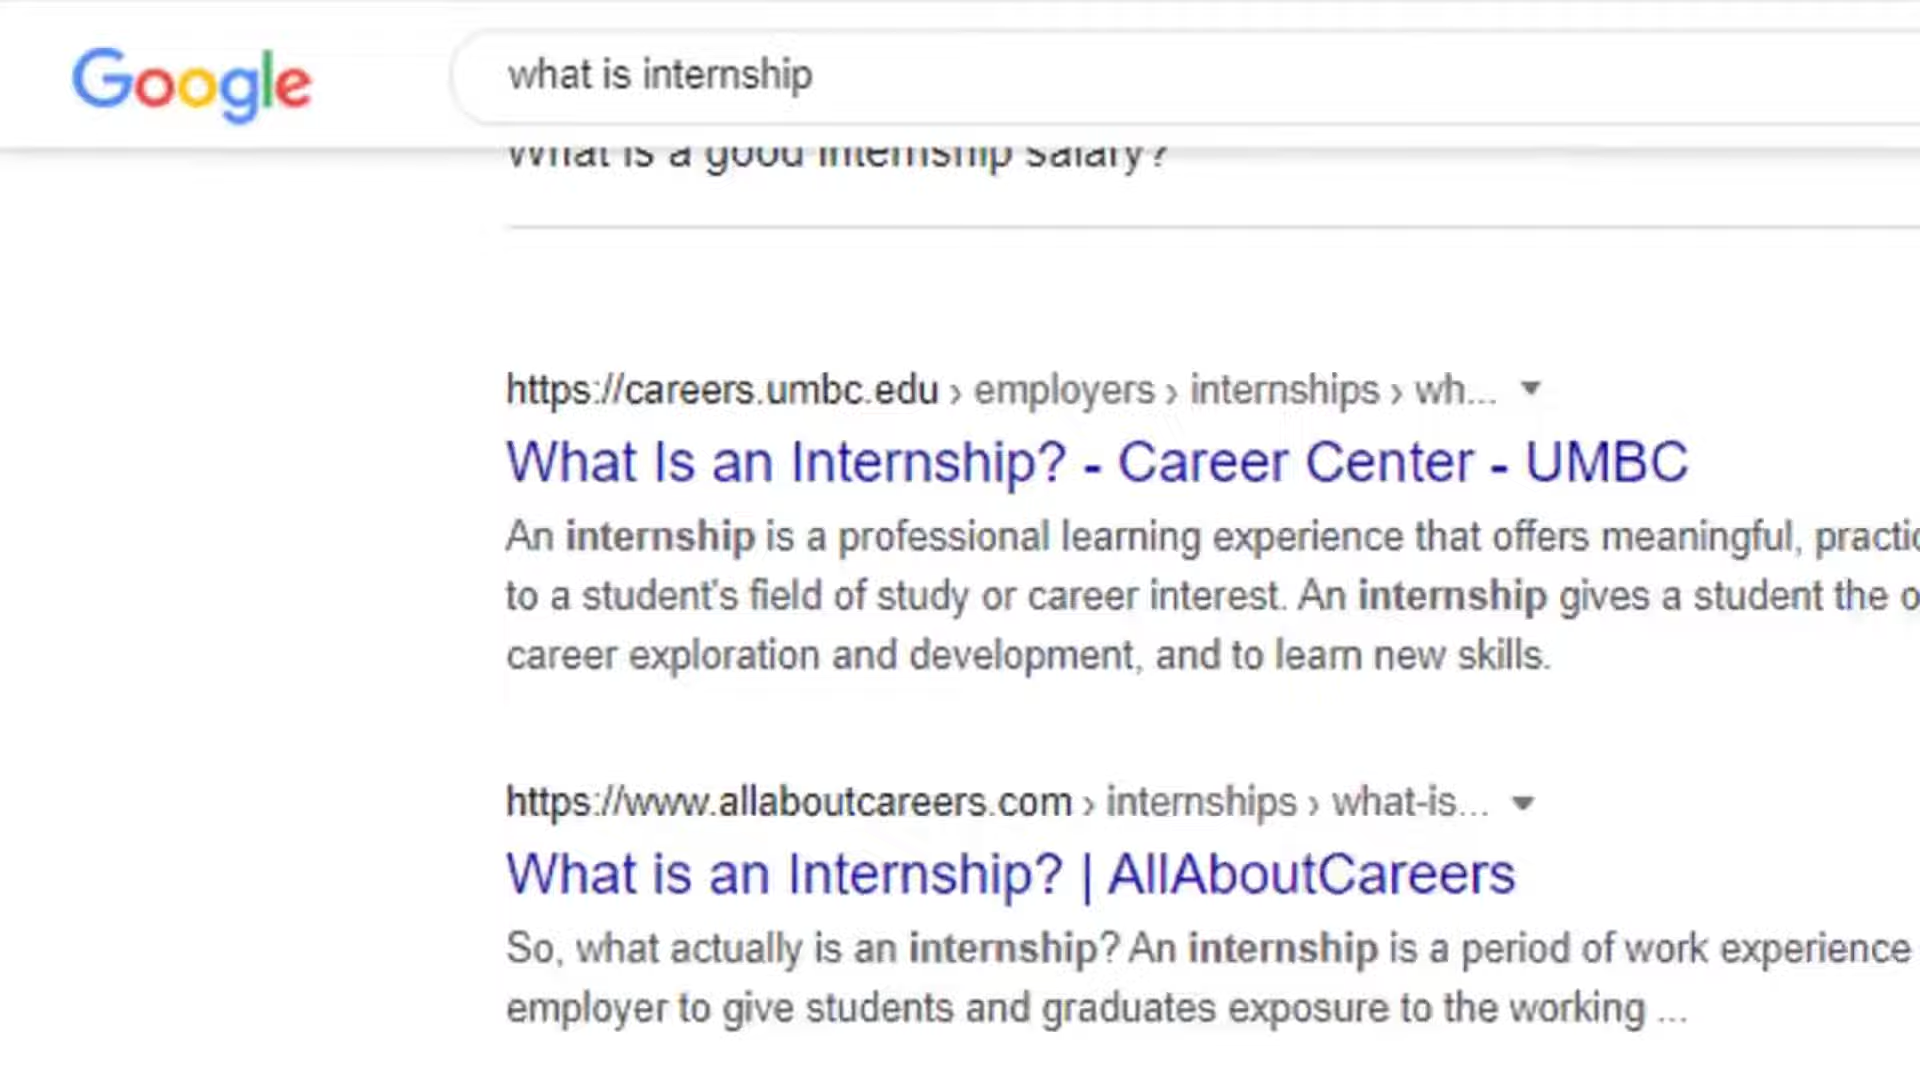 Google
what is internship
What is a good internship salary?
https://careers.umbc.edu › employers › internships › wh...
What Is an Internship? - Career Center - UMBC
An internship is a professional learning experience that offers meaningful,
to a student's field of study or career interest. An internship gives a student the
career exploration and development, and to learn new skills.
https://www.allaboutcareers.com › internships › what-is...
What is an Internship? | AllAboutCareers
So, what actually is an internship? An internship is a period of work experience
employer to give students and graduates exposure to the working ...